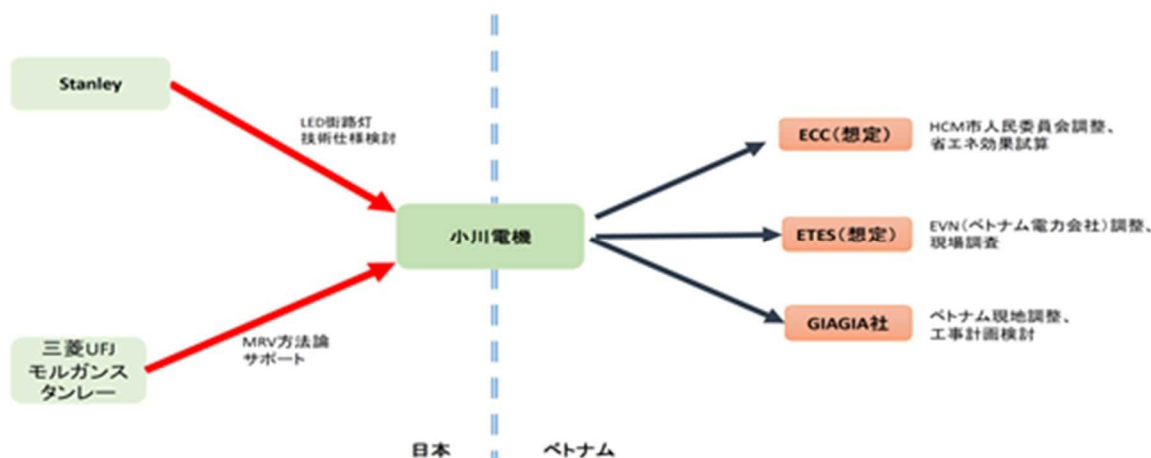 Stanley
LED街路灯
技術仕様検討
ECC(想定)
HCM市人民委員会調整、
省エネ効果試算
小川電機
ETES(想定)
EVN(ベトナム電力会社)調整、
現場調査
GIAGIA社
ベトナム現地調整、
工事計画検討
MRV方法論
サポート
三菱UFJ
モルガンス
タンレー
日本
ベトナム